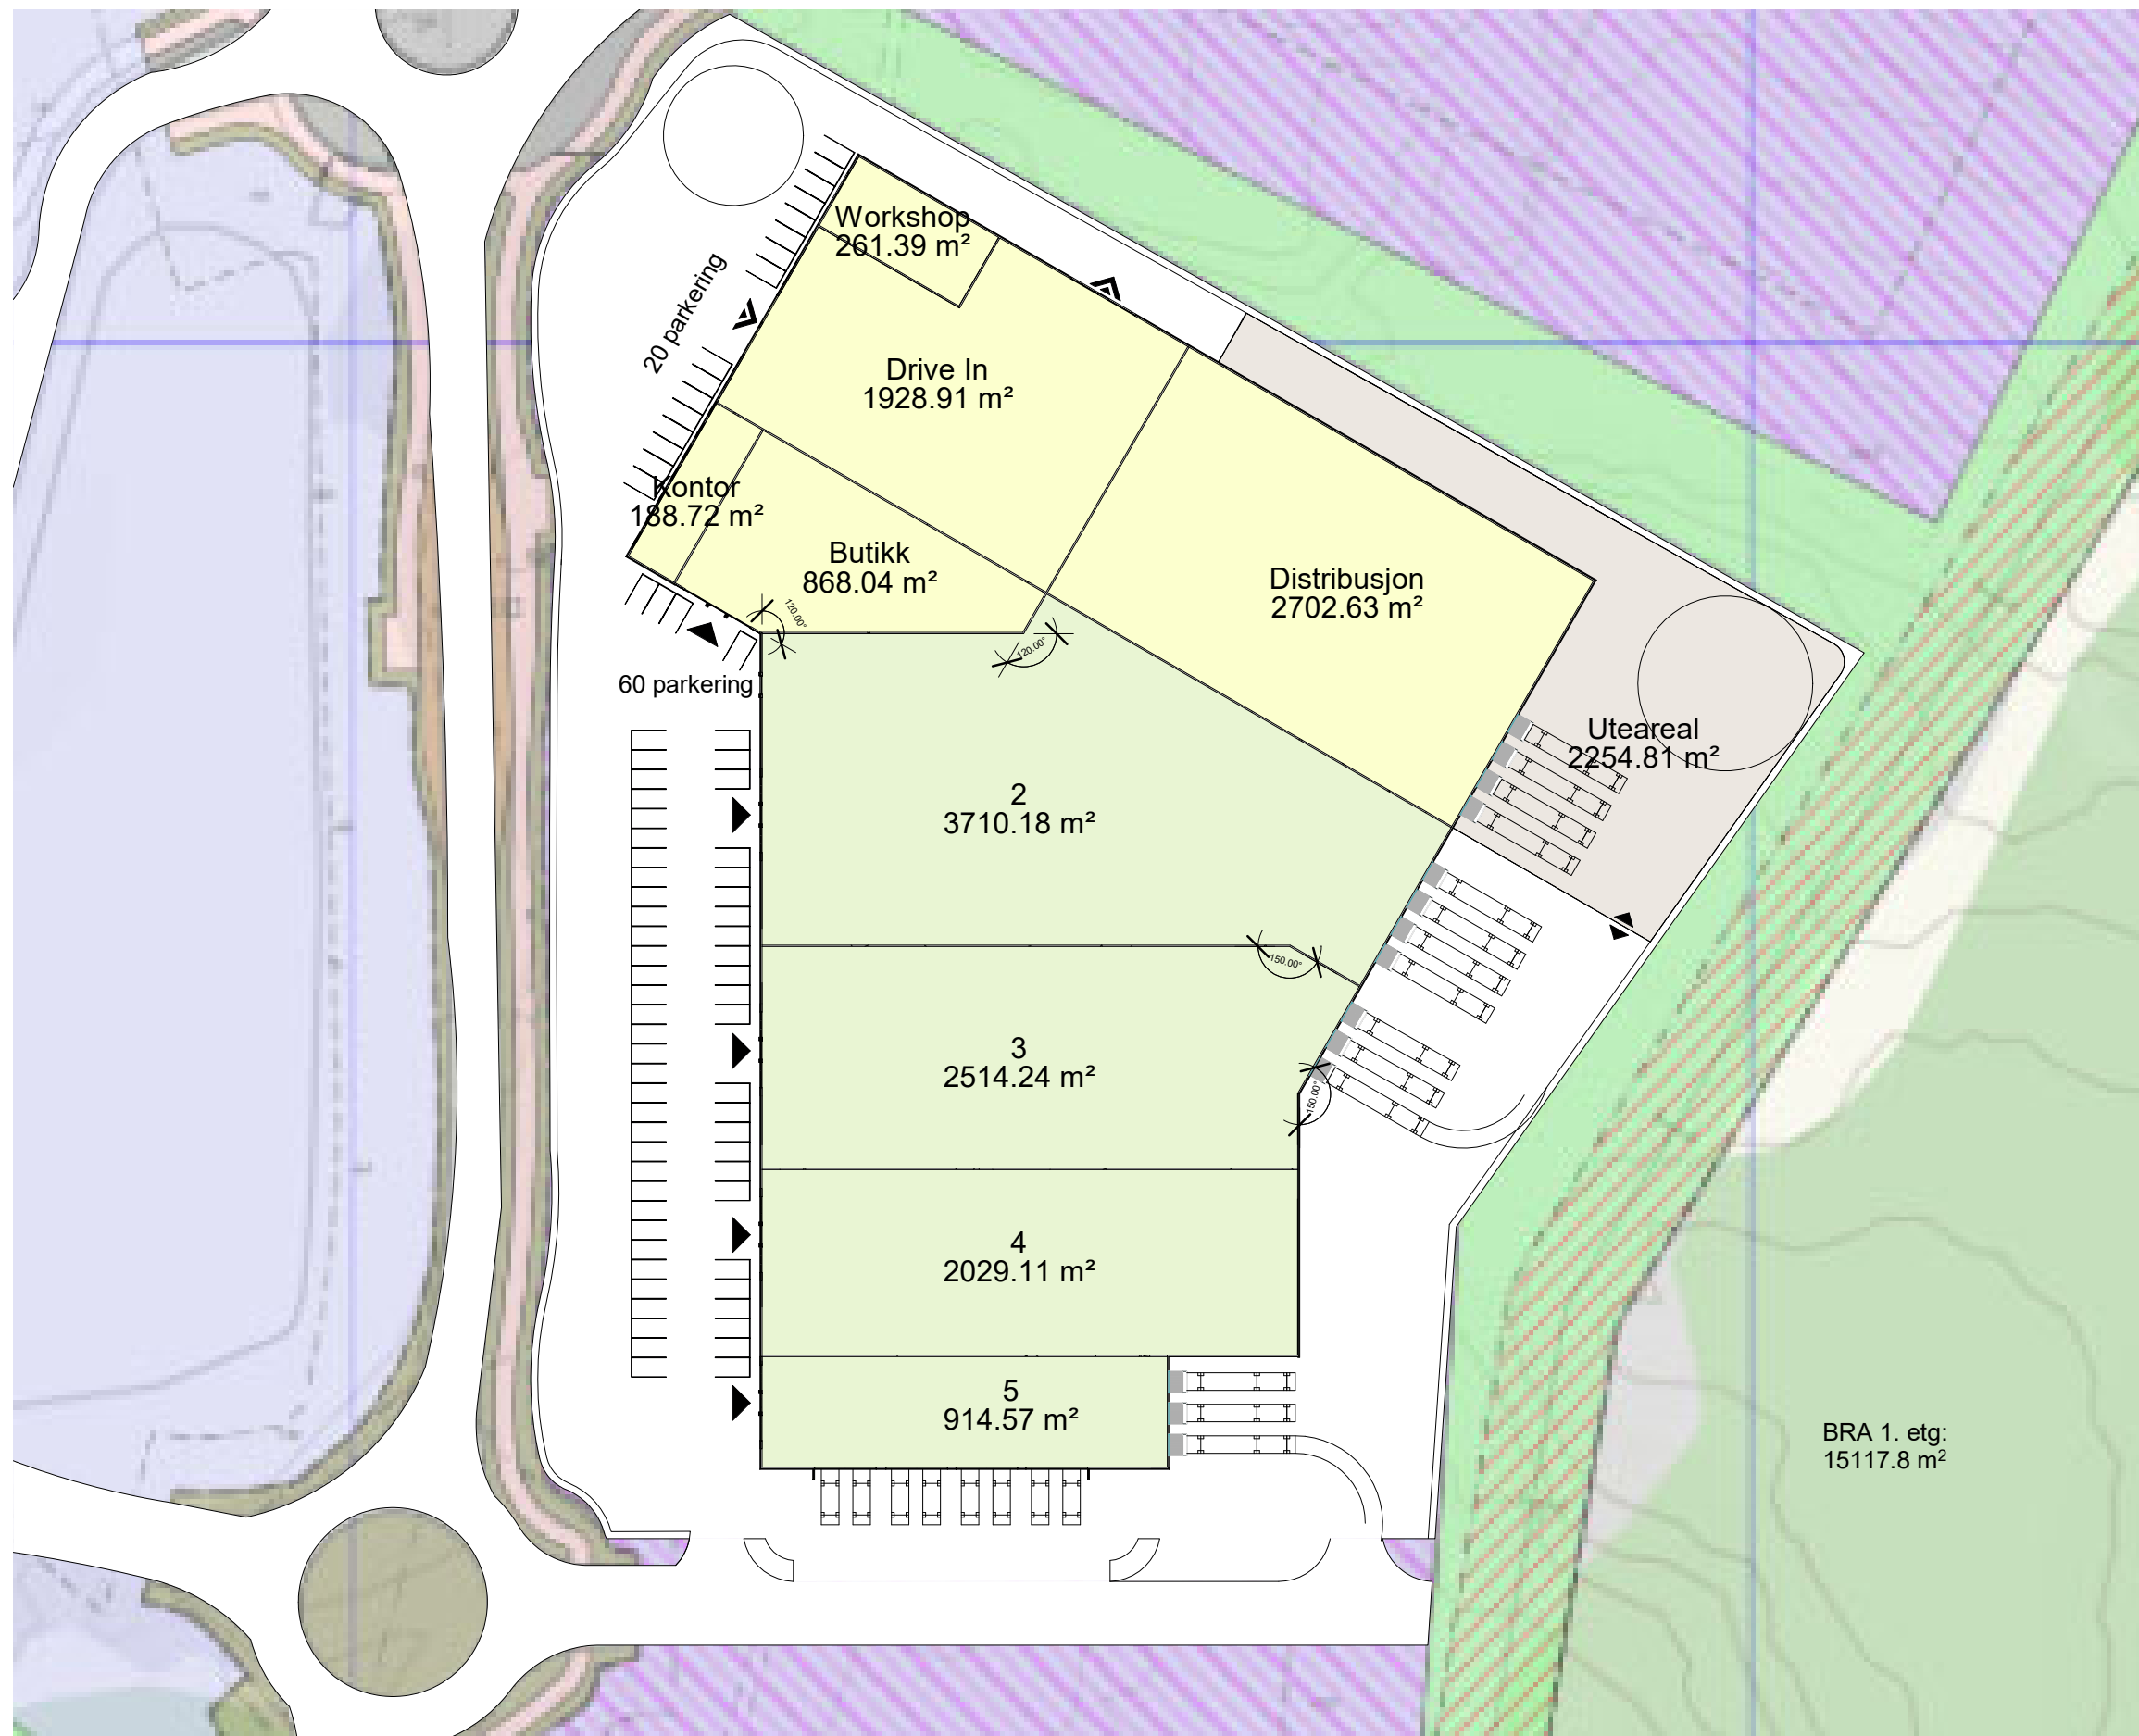 Workshop
261.39 m²
20 parkering
Drive In
1928.91 m²
Kontor
188.72 m²
Butikk
868.04 m²
Distribusjon
2702.63 m²
120.00°
120.00°
60 parkering
Uteareal
2254.81 m²
2
3710.18 m²
150.00°
3
2514.24 m²
150.00°
4
2029.11 m²
5
914.57 m²
BRA 1. etg:
15117.8 m²